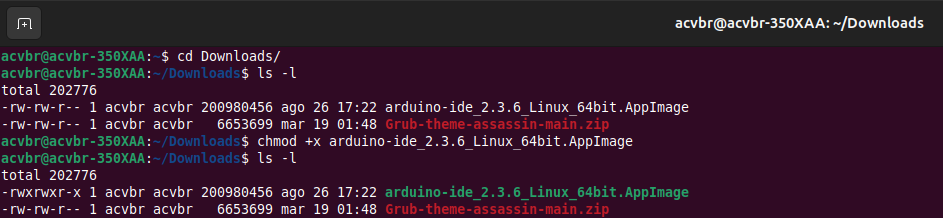 acvbr@acvbr-350XAA: ~/Downloads
acvbr@acvbr-350XAA:~$ cd Downloads/
acvbr@acvbr-350XAA:~/Downloads$ ls -l
total 202776
-rw-rw-r-- 1 acvbr acvbr 200980456 ago 26 17:22 arduino-ide_2.3.6_Linux_64bit.AppImage
-rw-rw-r-- 1 acvbr acvbr   6653699 mar 19 01:48 Grub-theme-assassin-main.zip
acvbr@acvbr-350XAA:~/Downloads$ chmod +x arduino-ide_2.3.6_Linux_64bit.AppImage
acvbr@acvbr-350XAA:~/Downloads$ ls -l
total 202776
-rwxrwxr-x 1 acvbr acvbr 200980456 ago 26 17:22 arduino-ide_2.3.6_Linux_64bit.AppImage
-rw-rw-r-- 1 acvbr acvbr   6653699 mar 19 01:48 Grub-theme-assassin-main.zip